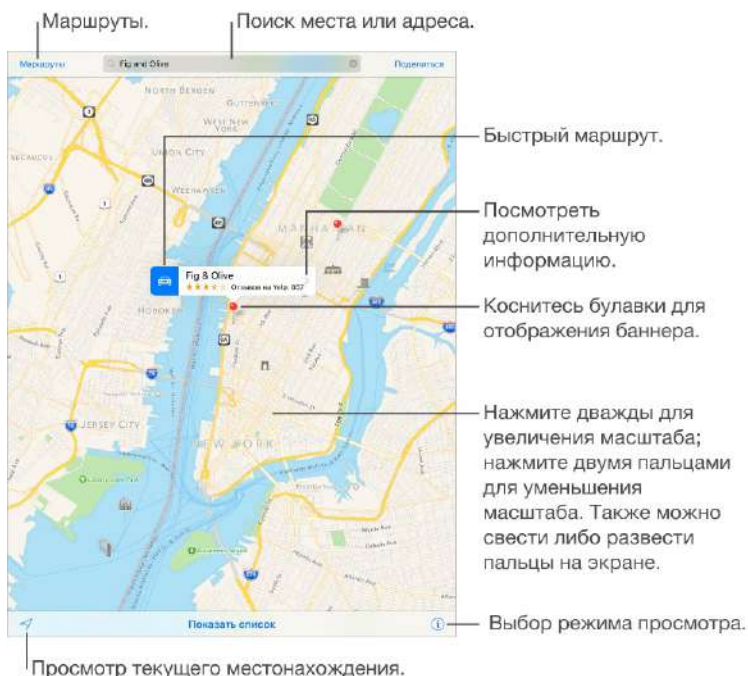 Маршруты.
Поиск места или адреса.
Маршруты
Fig and Olive
Поделиться
NORTH BERGEN
GUTTENBERG
WEST NEW
YORK
SECAUCUS
UNION CITY
WEEHAWKEN
MANHATTAN
Fig & Olive
Отзывов на Yelp: 807
HOBOKEN
JERSEY CITY
NEW YORK
Быстрый маршрут.
Посмотреть
дополнительную
информацию.
Коснитесь булавки для
отображения баннера.
Нажмите дважды для
увеличения масштаба;
нажмите двумя пальцами
для уменьшения
масштаба. Также можно
свести либо развести
пальцы на экране.
Показать список
Выбор режима просмотра.
Просмотр текущего местонахождения.